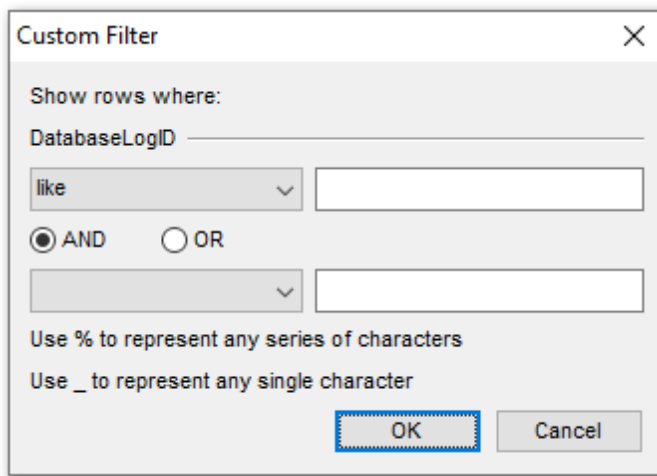 Custom Filter
Show rows where:
DatabaseLogID
like
AND OR
Use % to represent any series of characters
Use _ to represent any single character
OK Cancel